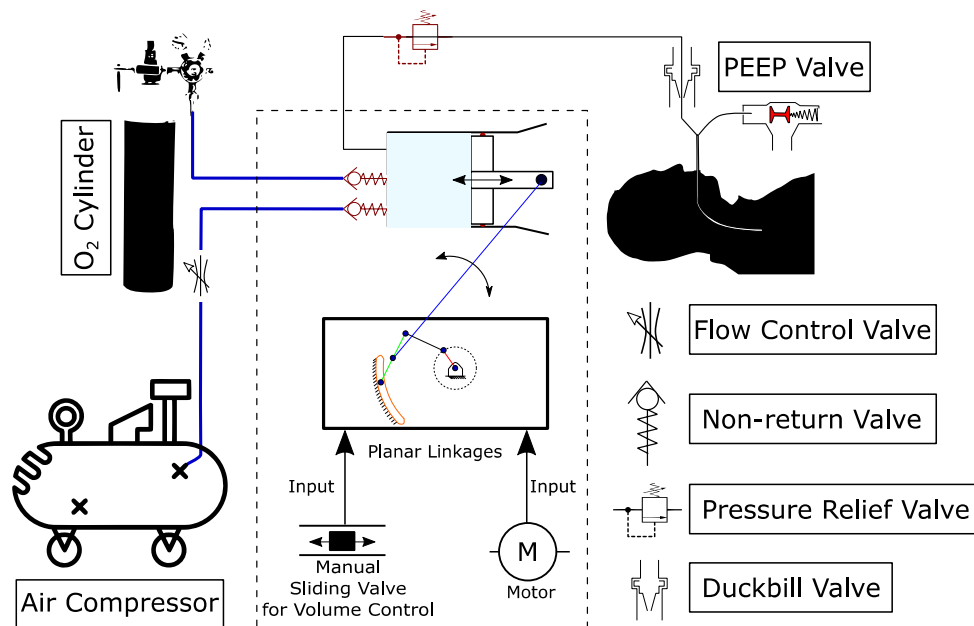 PEEP Valve
O₂ Cylinder
Flow Control Valve
Planar Linkages
Non-return Valve
Input
Input
Pressure Relief Valve
M
Manual
Sliding Valve
for Volume Control
Motor
Air Compressor
Duckbill Valve